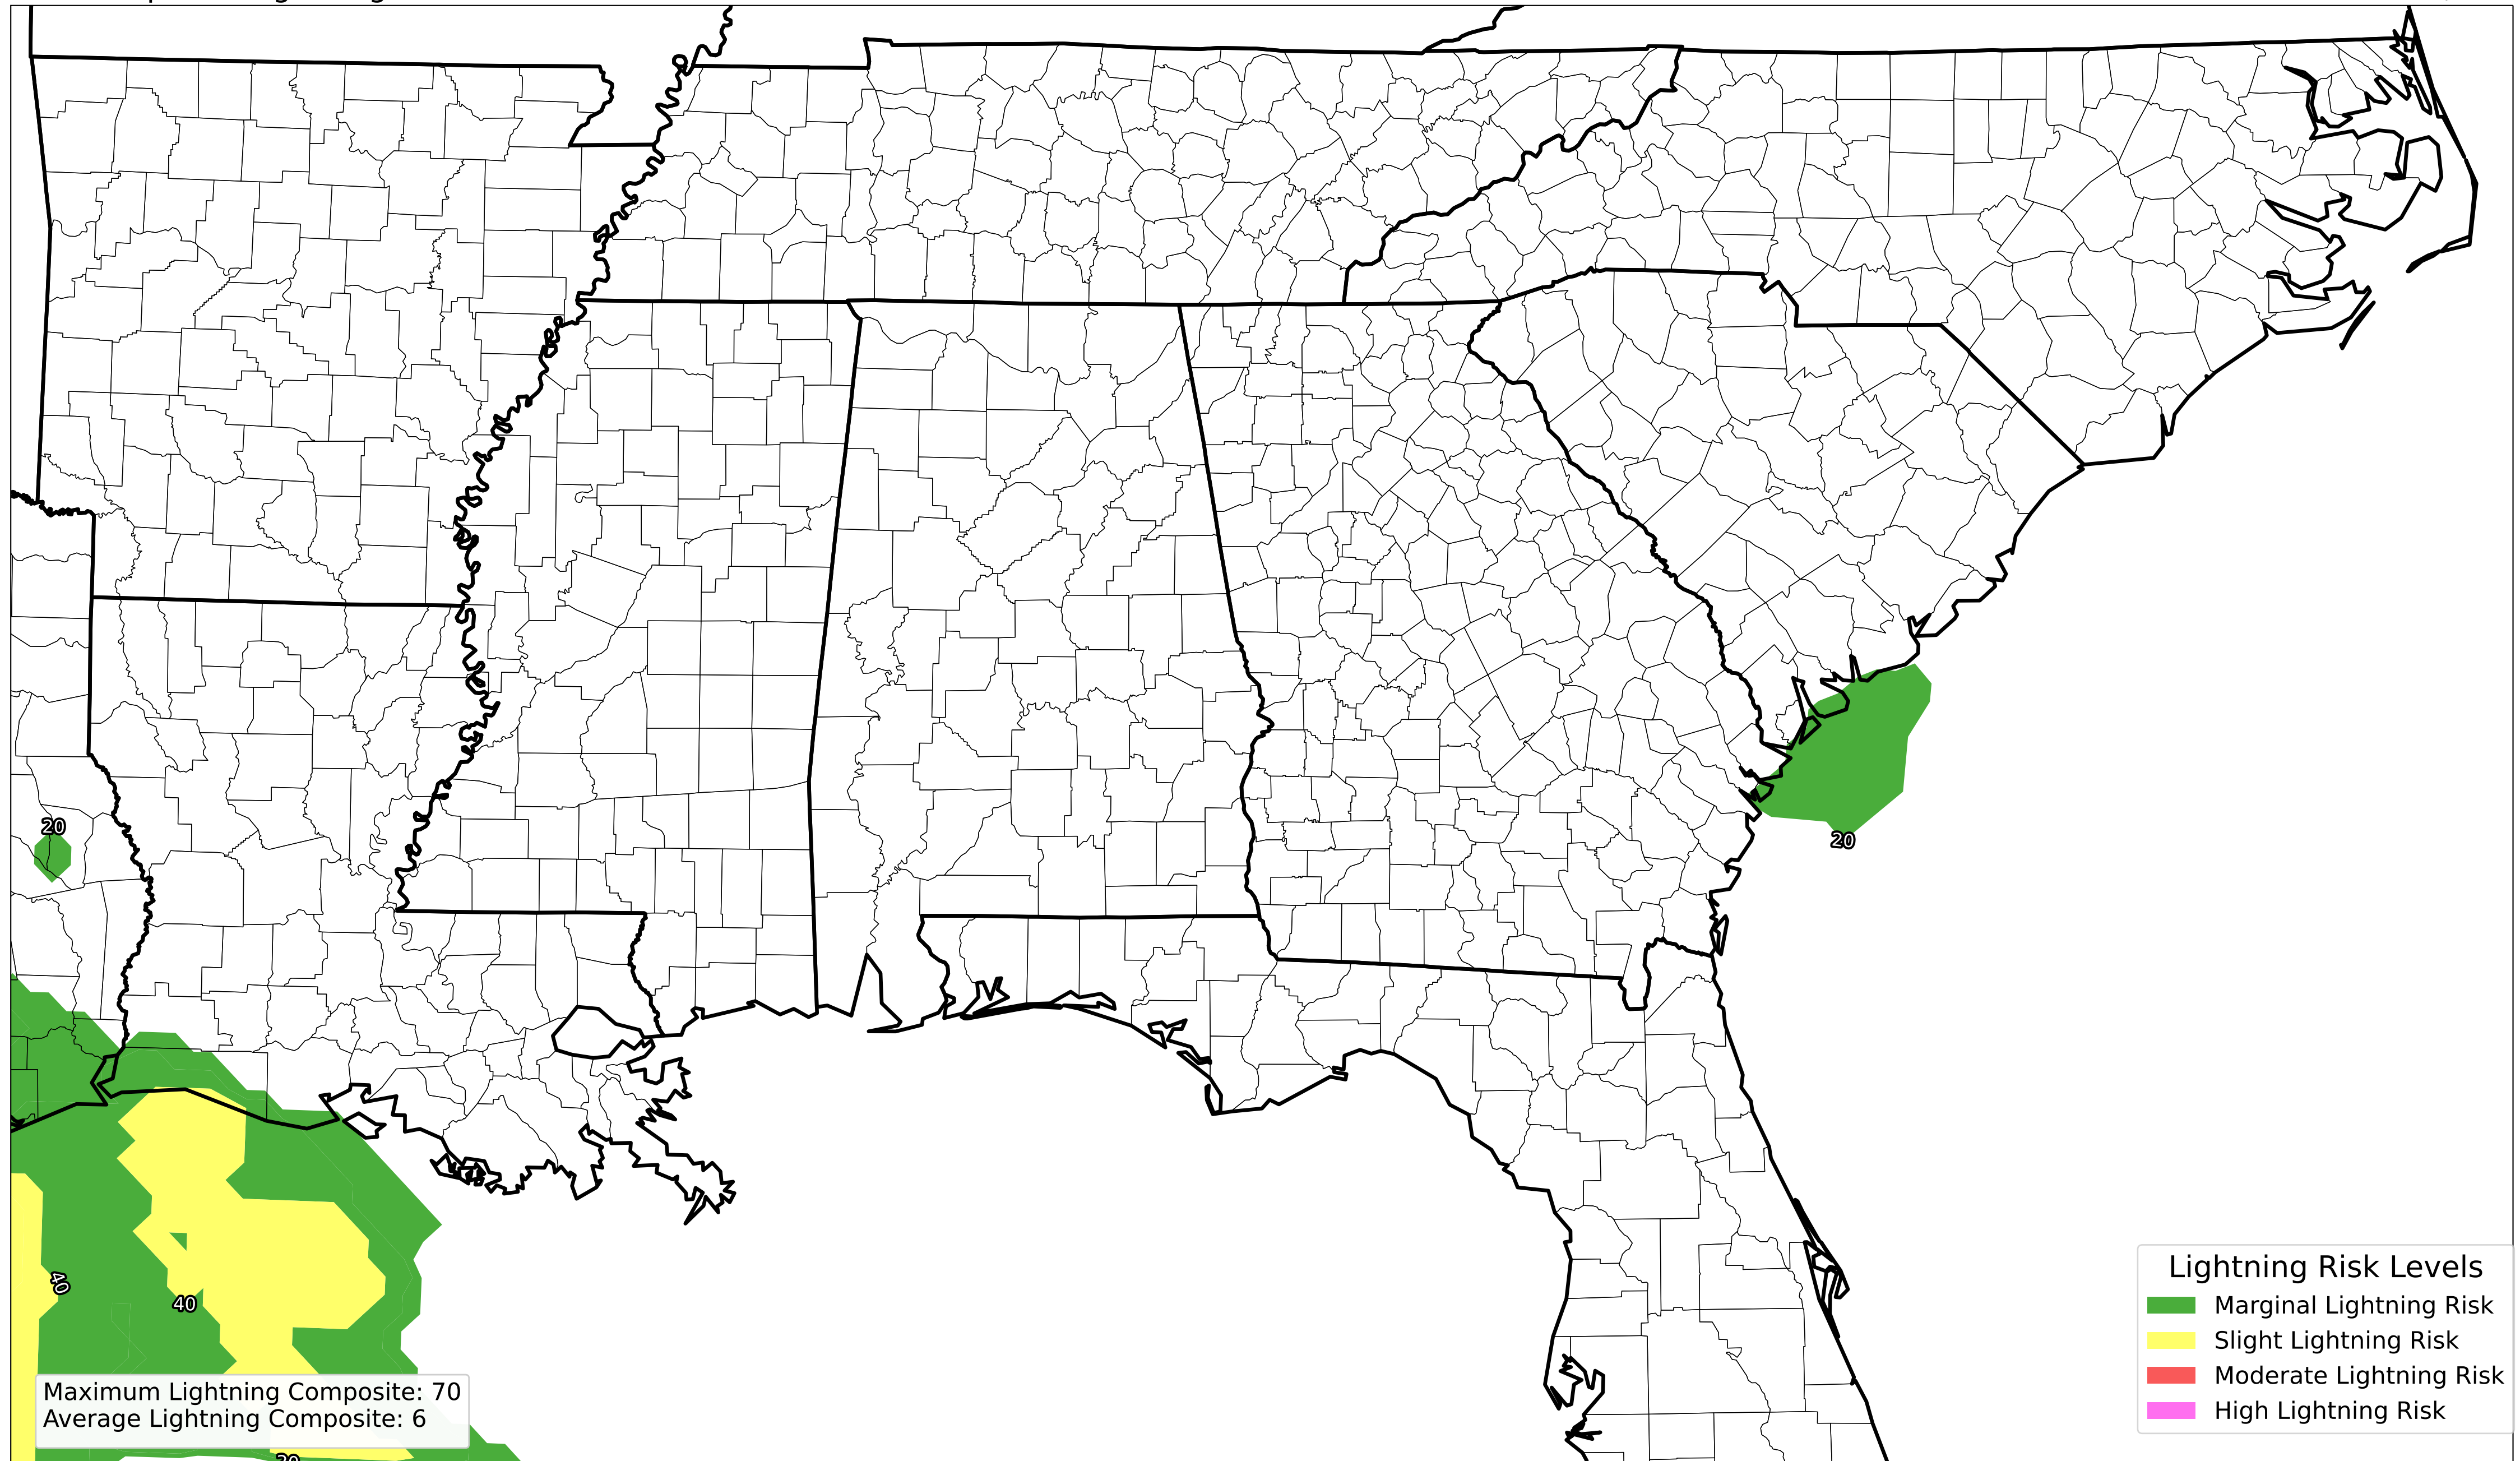 20
20
40
40
Lightning Risk Levels
Marginal Lightning Risk
Slight Lightning Risk
Moderate Lightning Risk
High Lightning Risk
Maximum Lightning Composite: 70
Average Lightning Composite: 6
20